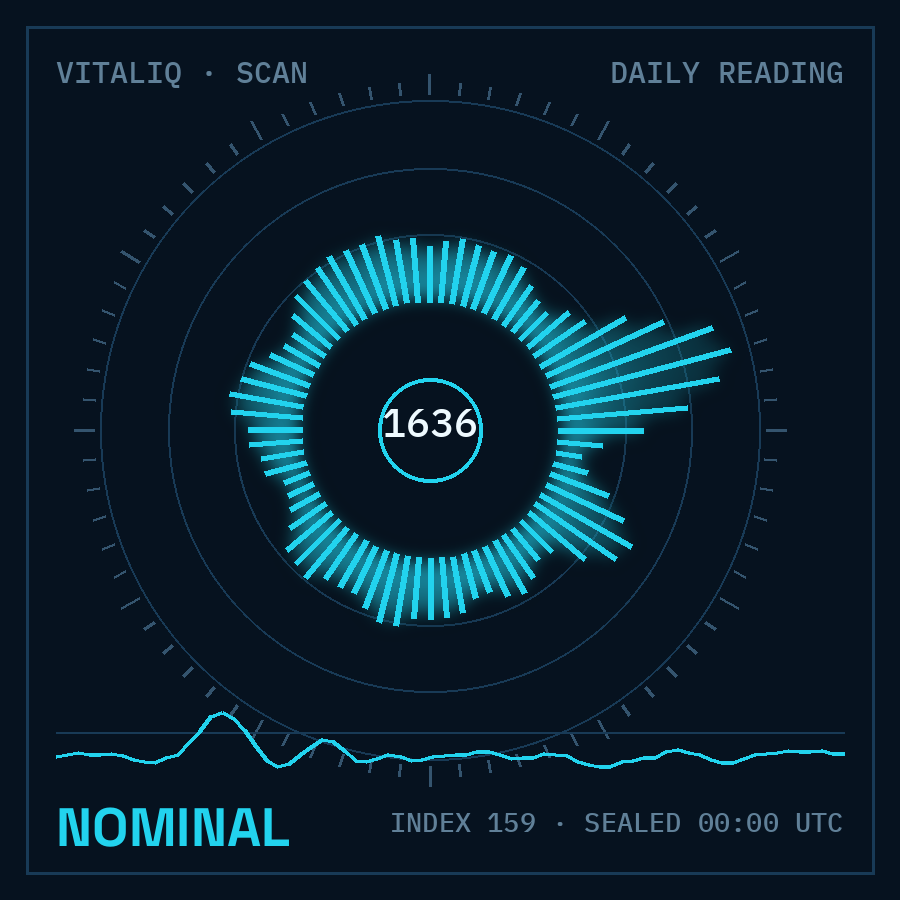 VITALIQ · SCAN
DAILY READING
1636
NOMINAL
INDEX 159 · SEALED 00:00 UTC